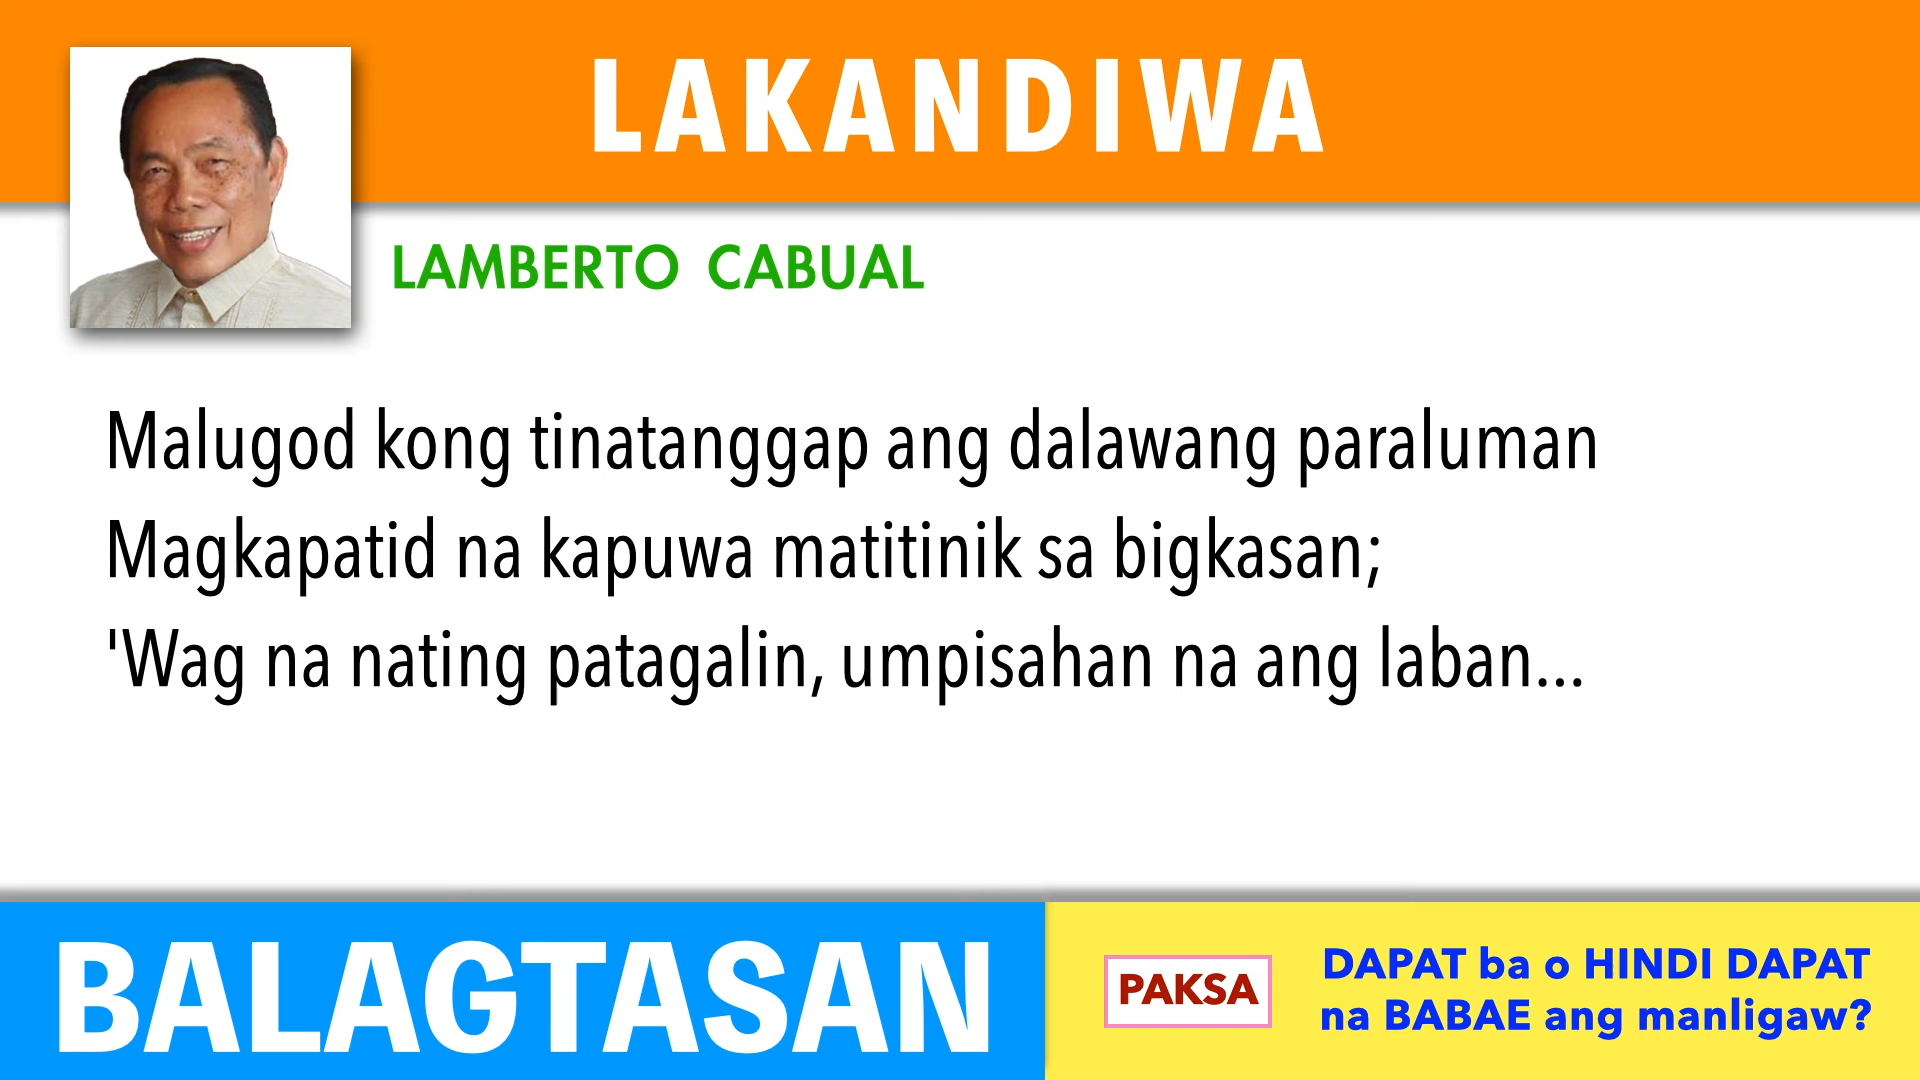 LAKANDIWA
LAMBERTO CABUAL
Malugod kong tinatanggap ang dalawang paraluman
Magkapatid na kapuwa matitinik sa bigkasan;
'Wag na nating patagalin, umpisahan na ang laban...
BALAGTASAN
PAKSA
DAPAT ba o HINDI DAPAT
na BABAE ang manligaw?